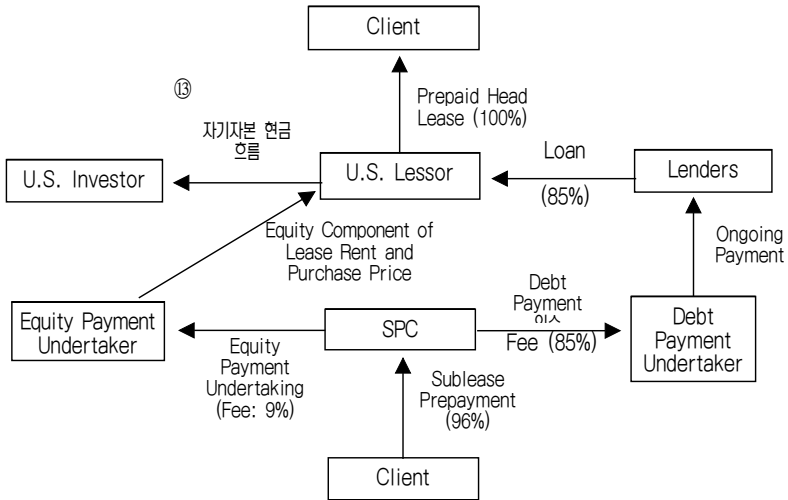 Client
⑬
Prepaid Head
Lease (100%)
자기자본 현금
흐름
Loan
U.S. Investor
U.S. Lessor
Lenders
(85%)
Equity Component of
Lease Rent and
Purchase Price
Ongoing
Payment
Debt
Payment
Equity Payment
Undertaker
SPC
Debt
Payment
Undertaker
Fee (85%)
Equity
Payment
Undertaking
(Fee: 9%)
Sublease
Prepayment
(96%)
Client